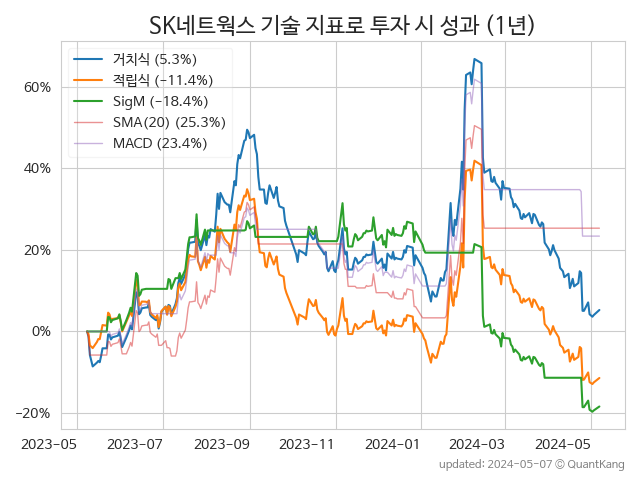 SK네트웍스 기술 지표로 투자 시 성과 (1년)
거치식 (5.3%)
적립식 (−11.4%)
SigM (−18.4%)
SMA(20) (25.3%)
MACD (23.4%)
60%
40%
20%
0%
−20%
2023-05 2023-07 2023-09 2023-11 2024-01 2024-03 2024-05
updated: 2024-05-07 © QuantKang